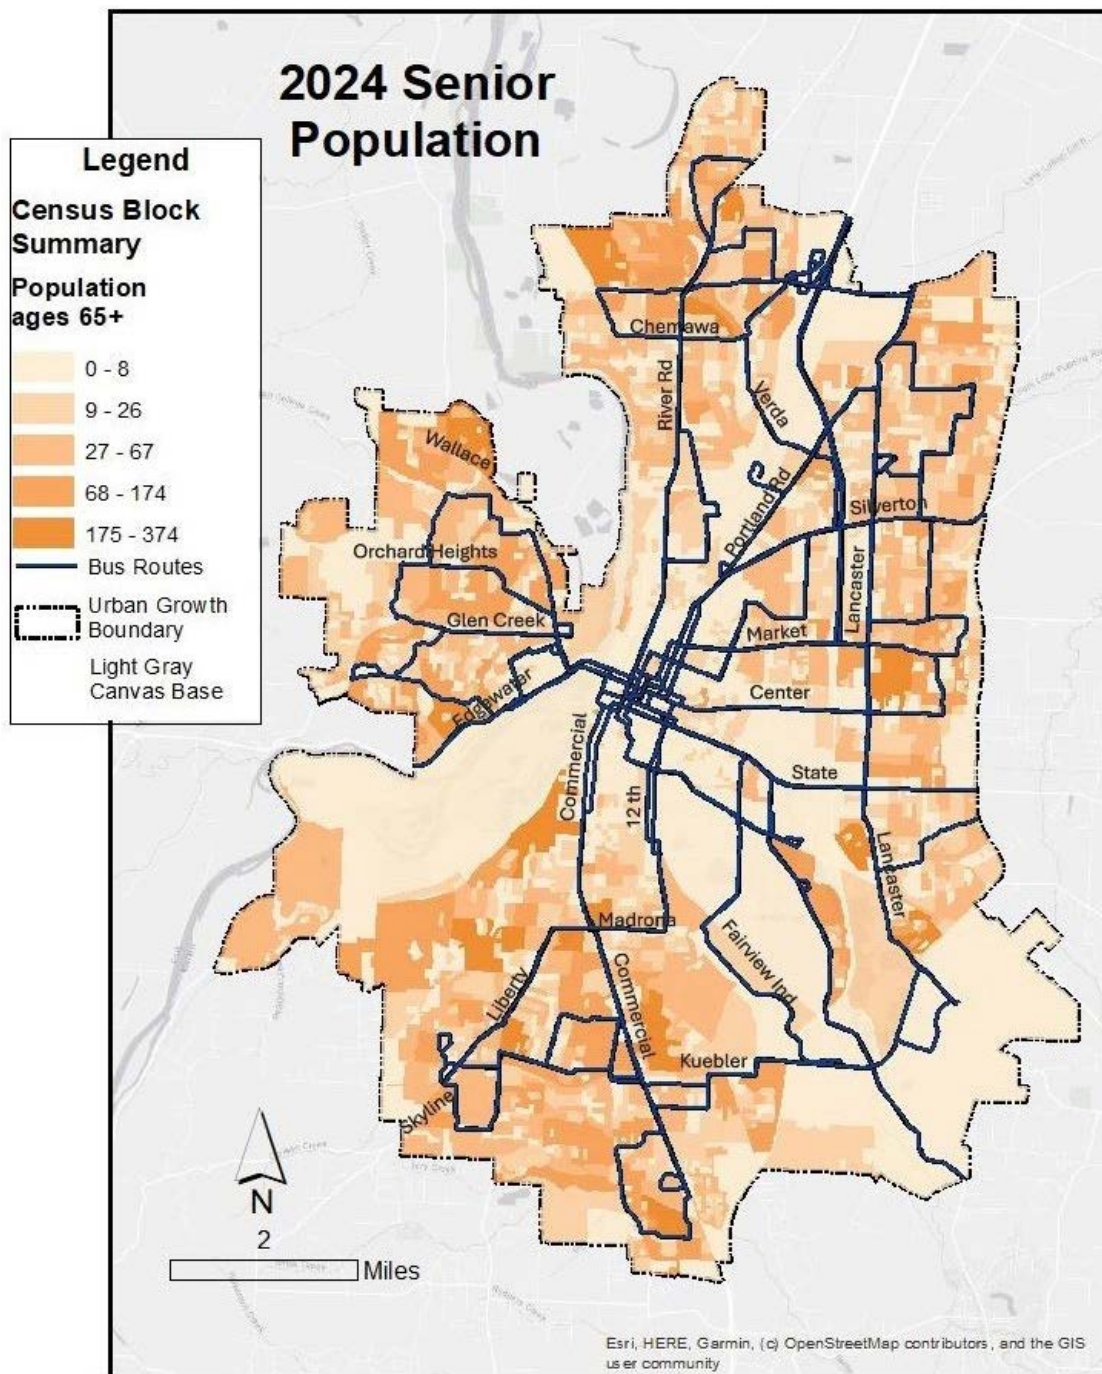 2024 Senior
Population
Legend
Census Block
Summary
Population
ages 65+
0 - 8
9 - 26
27 - 67
68 - 174
175 - 374
Bus Routes
Urban Growth
Boundary
Light Gray
Canvas Base
Chemawa
River Rd
Verda
Wallace
Portland Rd
Silverton
Orchard Heights
Lancaster
Glen Creek
Market
Edgewater
Center
Commercial
State
12 th
Lancaster
Madrona
Fairview Ind
Liberty
Commercial
Kuebler
Skyline
N
2
Miles
Esri, HERE, Garmin, (c) OpenStreetMap contributors, and the GIS
user community